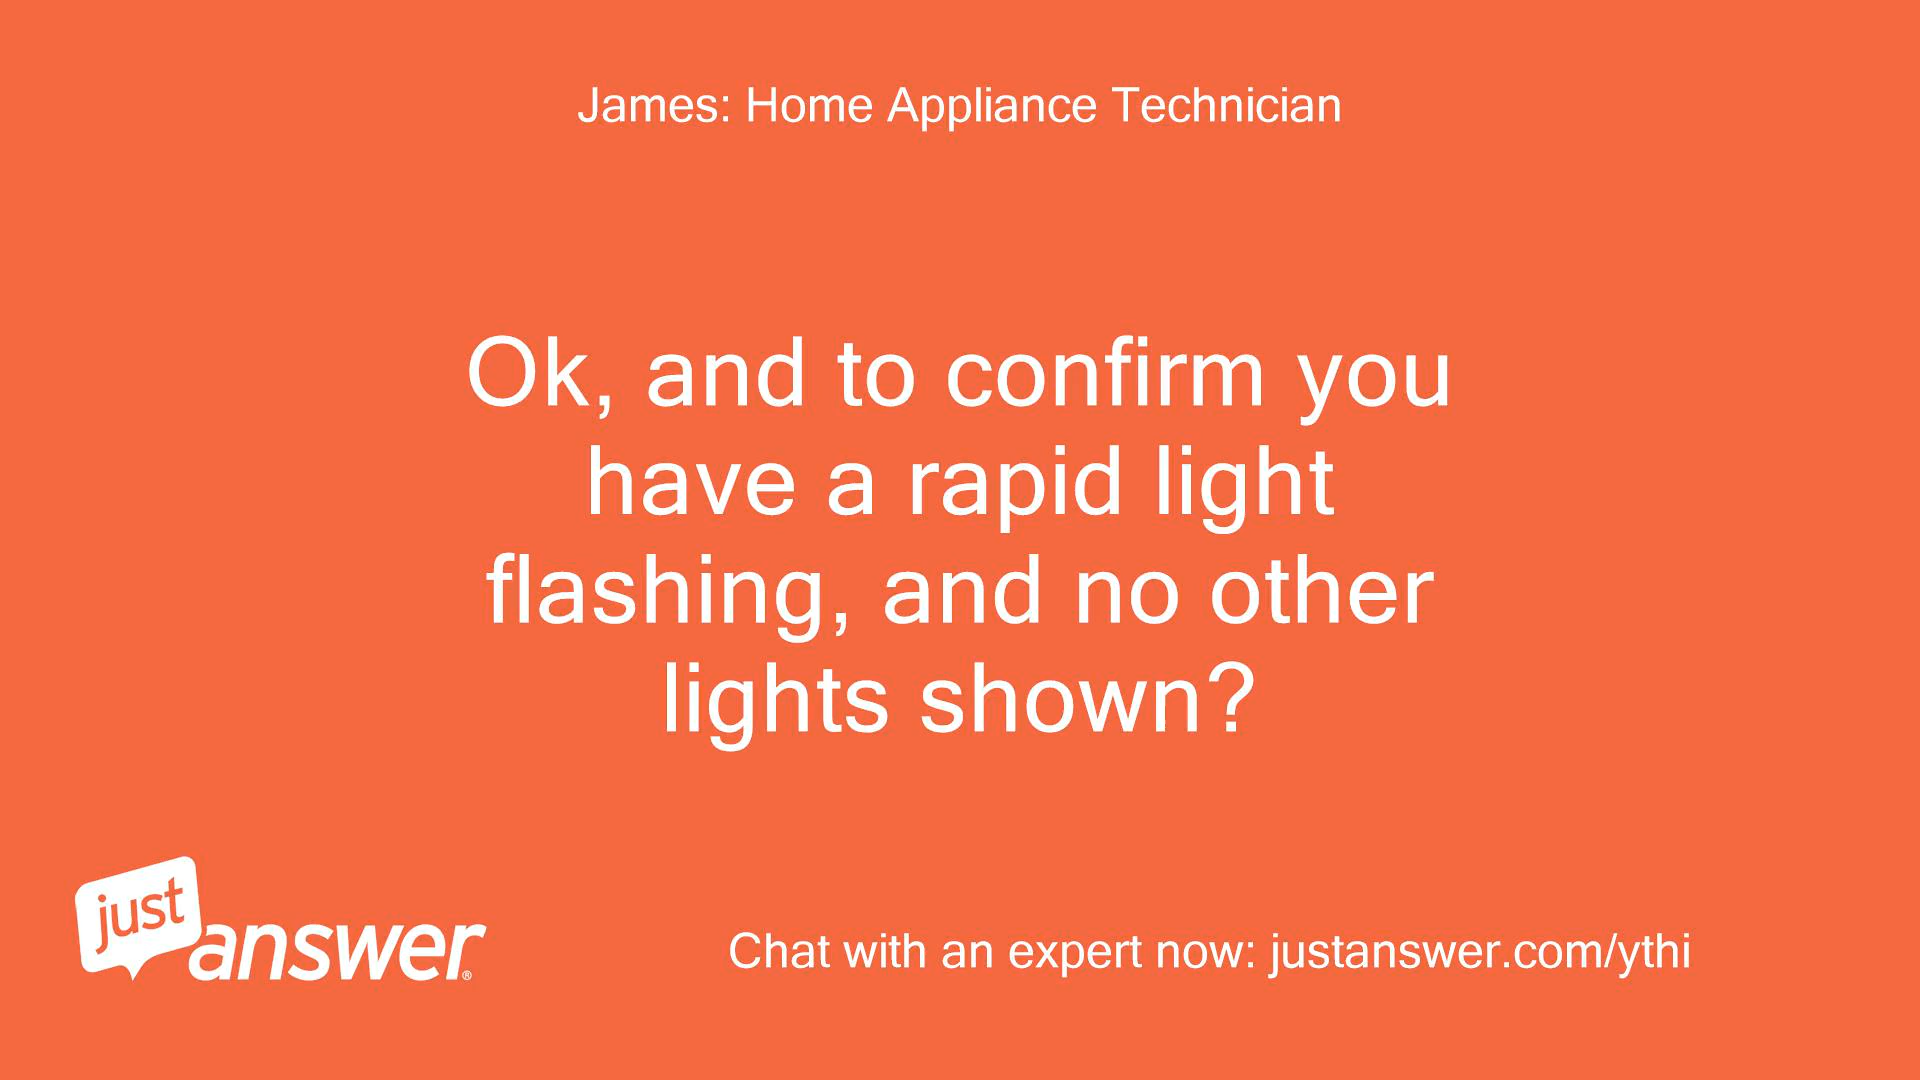 James: Home Appliance Technician
Ok, and to confirm you
have a rapid light
flashing, and no other
lights shown?
just
answer®
Chat with an expert now: justanswer.com/ythi